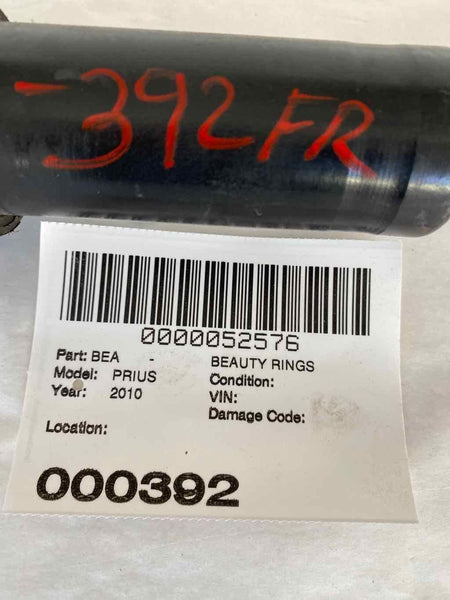 -392FR
0000052576
Part: BEA - BEAUTY RINGS
Model: PRIUS Condition:
Year: 2010 VIN:
Damage Code:
Location:
000392